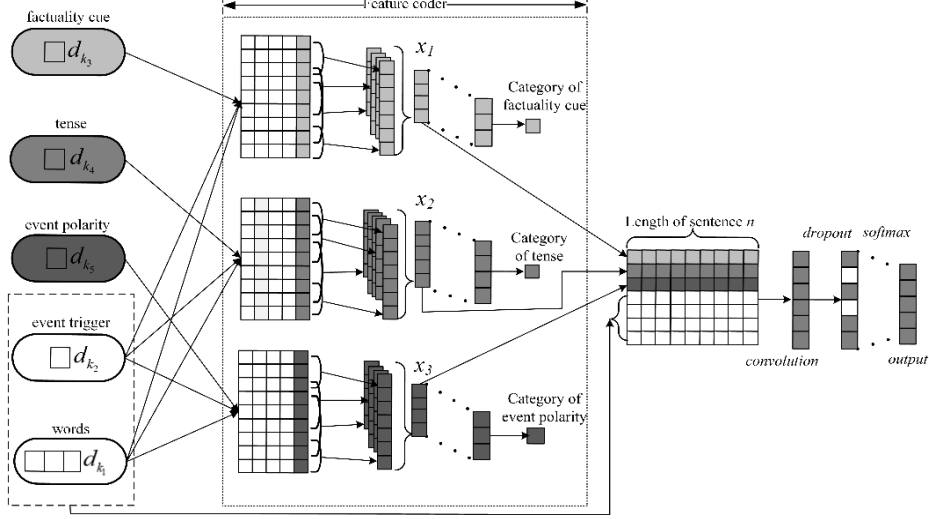 Feature coder
factuality cue
d_{k_3}
tense
d_{k_4}
event polarity
d_{k_5}
event trigger
d_{k_2}
words
d_{k_1}
x_1
Category of
factuality cue
x_2
Category
of tense
x_3
Category of
event polarity
Length of sentence n
dropout
softmax
convolution
output